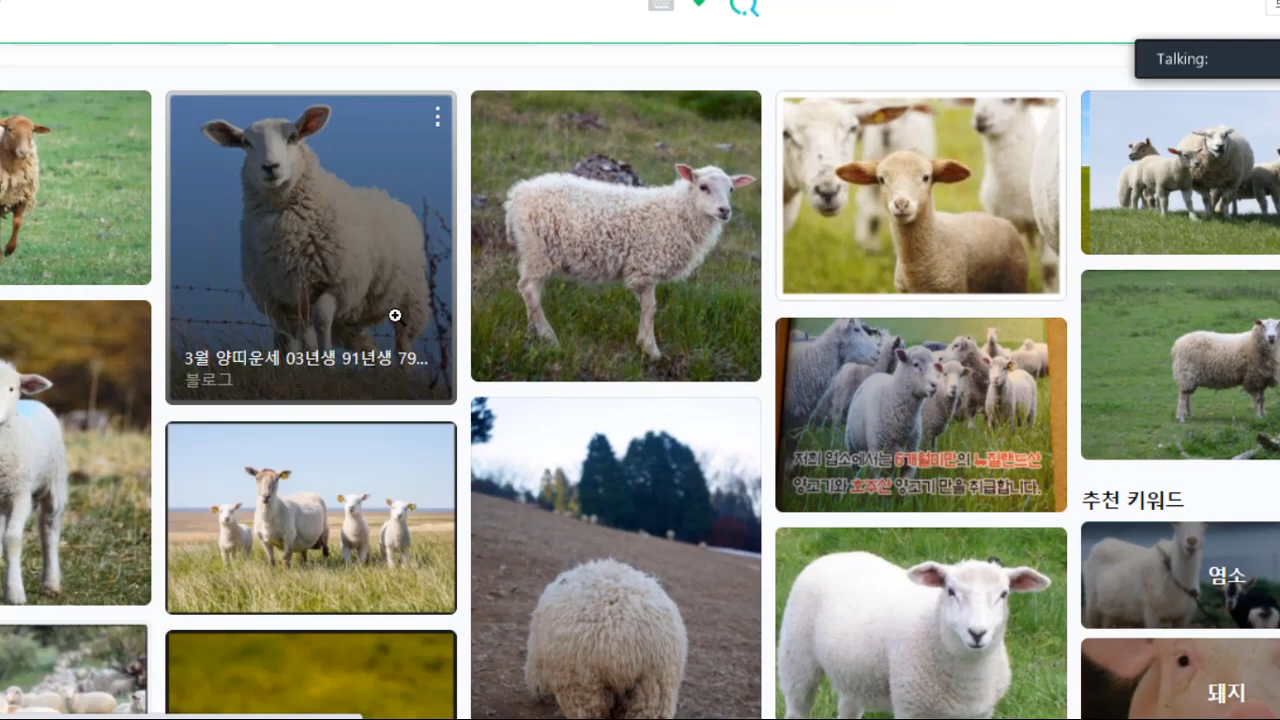 Talking:
3월 양띠운세 03년생 91년생 79...
블로그
저희 업소에서는 6개월미만의 뉴질랜드산
양고기와 호주산 양고기 만을 취급합니다.
추천 키워드
염소
돼지